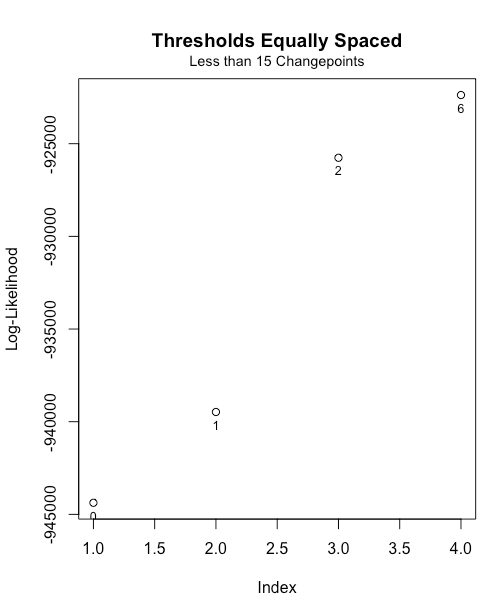 Thresholds Equally Spaced
Less than 15 Changepoints
Log-Likelihood
-925000
-930000
-935000
-940000
-945000
6
2
1
0
1.0 1.5 2.0 2.5 3.0 3.5 4.0
Index